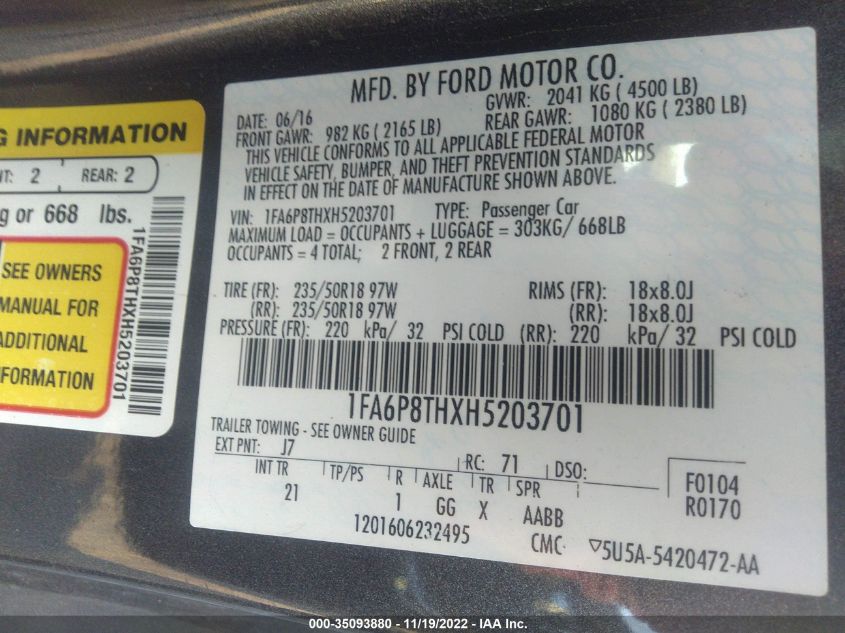 G INFORMATION
NT: 2 REAR: 2
g or 668 lbs.
SEE OWNERS
MANUAL FOR
ADDITIONAL
FORMATION
1FA6P8THXH5203701
MFD. BY FORD MOTOR CO.
DATE: 06/16 GVWR: 2041 KG ( 4500 LB)
FRONT GAWR: 982 KG ( 2165 LB) REAR GAWR: 1080 KG ( 2380 LB)
THIS VEHICLE CONFORMS TO ALL APPLICABLE FEDERAL MOTOR
VEHICLE SAFETY, BUMPER, AND THEFT PREVENTION STANDARDS
IN EFFECT ON THE DATE OF MANUFACTURE SHOWN ABOVE.
VIN: 1FA6P8THXH5203701 TYPE: Passenger Car
MAXIMUM LOAD = OCCUPANTS + LUGGAGE = 303KG/ 668LB
OCCUPANTS = 4 TOTAL; 2 FRONT, 2 REAR
TIRE (FR): 235/50R18 97W RIMS (FR): 18x8.0J
(RR): 235/50R18 97W (RR): 18x8.0J
PRESSURE (FR): 220 kPa/ 32 PSI COLD (RR): 220 kPa/ 32 PSI COLD
1FA6P8THXH5203701
TRAILER TOWING - SEE OWNER GUIDE
EXT PNT: J7 RC: 71 DSO:
INT TR TP/PS R AXLE TR SPR F0104
21 1 GG X AABB R0170
1201606232495 CMC ▽5U5A-5420472-AA
000-35093880 - 11/19/2022 - IAA Inc.